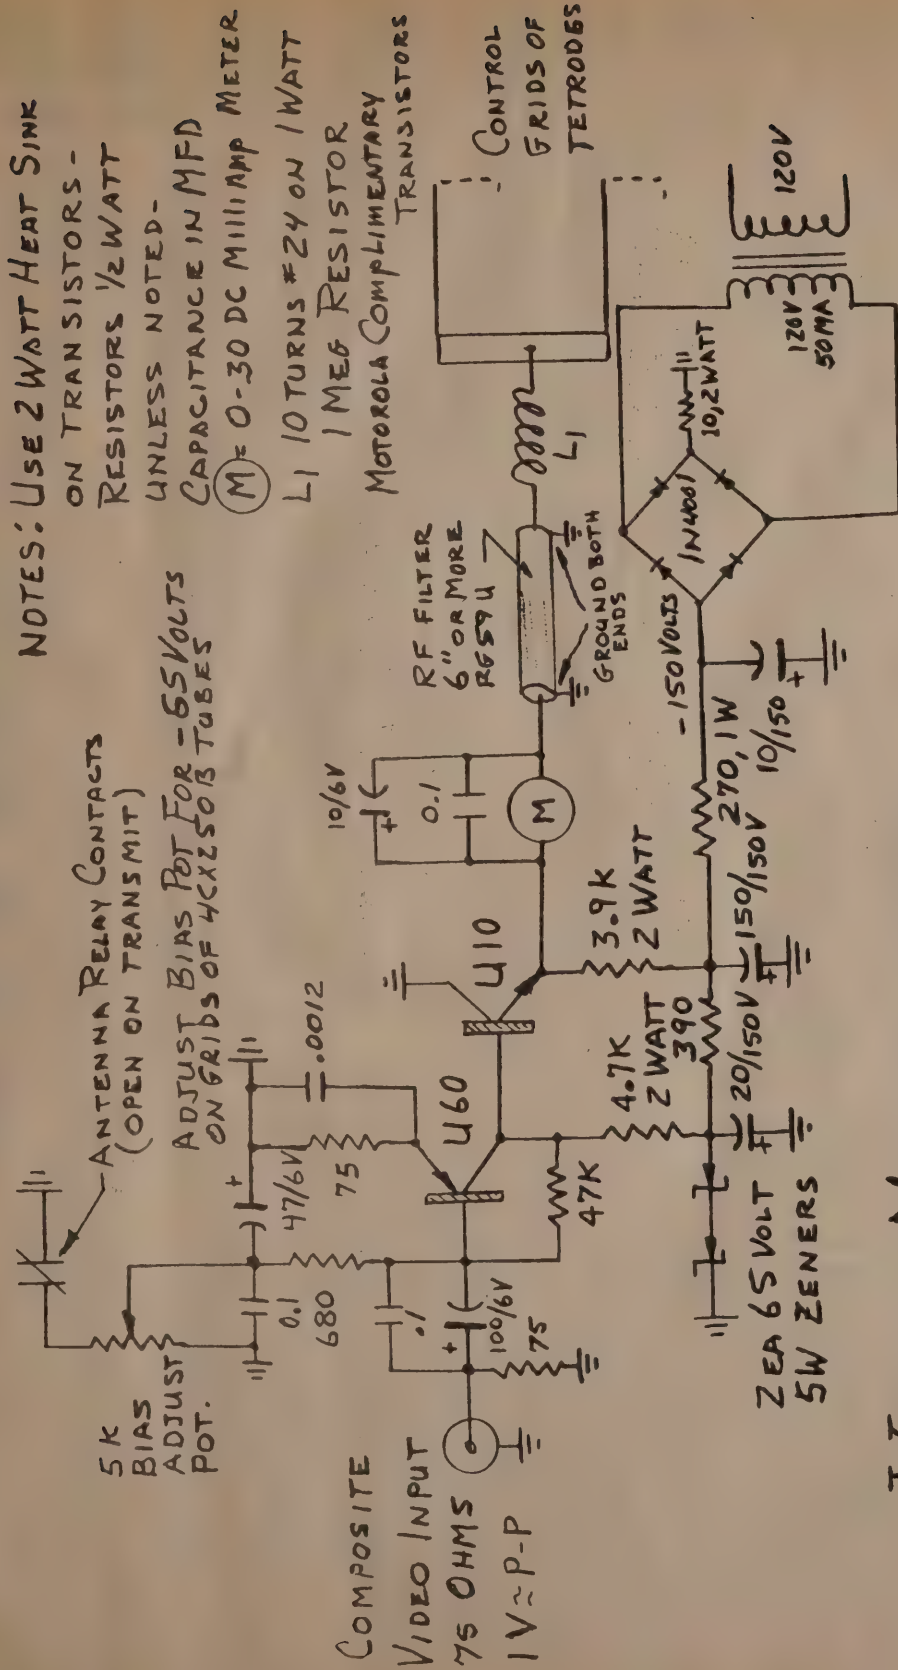 NOTES: USE 2 WATT HEAT SINK
ON TRANSISTORS -
RESISTORS 1/2 WATT
UNLESS NOTED -
CAPACITANCE IN MFD
M = 0-30 DC MilliAmp METER
L1 10 TURNS #24 ON 1 WATT
1 MEG RESISTOR
MOTOROLA COMPLIMENTARY
TRANSISTORS
ANTENNA RELAY CONTACTS
(OPEN ON TRANSMIT)
ADJUST BIAS POT FOR -55 VOLTS
ON GRIDS OF 4CX250B TUBES
5K
BIAS
ADJUST
POT.
47/6V
+
75
.0012
0.1
680
.1
+
100/6V
75
COMPOSITE
VIDEO INPUT
75 OHMS
1V ≈ P-P
U60
U10
47K
4.7K
2 WATT
390
3.9K
2 WATT
10/6V
+
0.1
M
RF FILTER
6" OR MORE
RG59U
GROUND BOTH
ENDS
L1
CONTROL
GRIDS OF
TETRODES
2 EA 65 VOLT
5W ZENERS
+
20/150V
+
150/150V
270, 1W
+
10/150
-150 VOLTS
1N4001
10, 2WATT
120V
50MA
120V